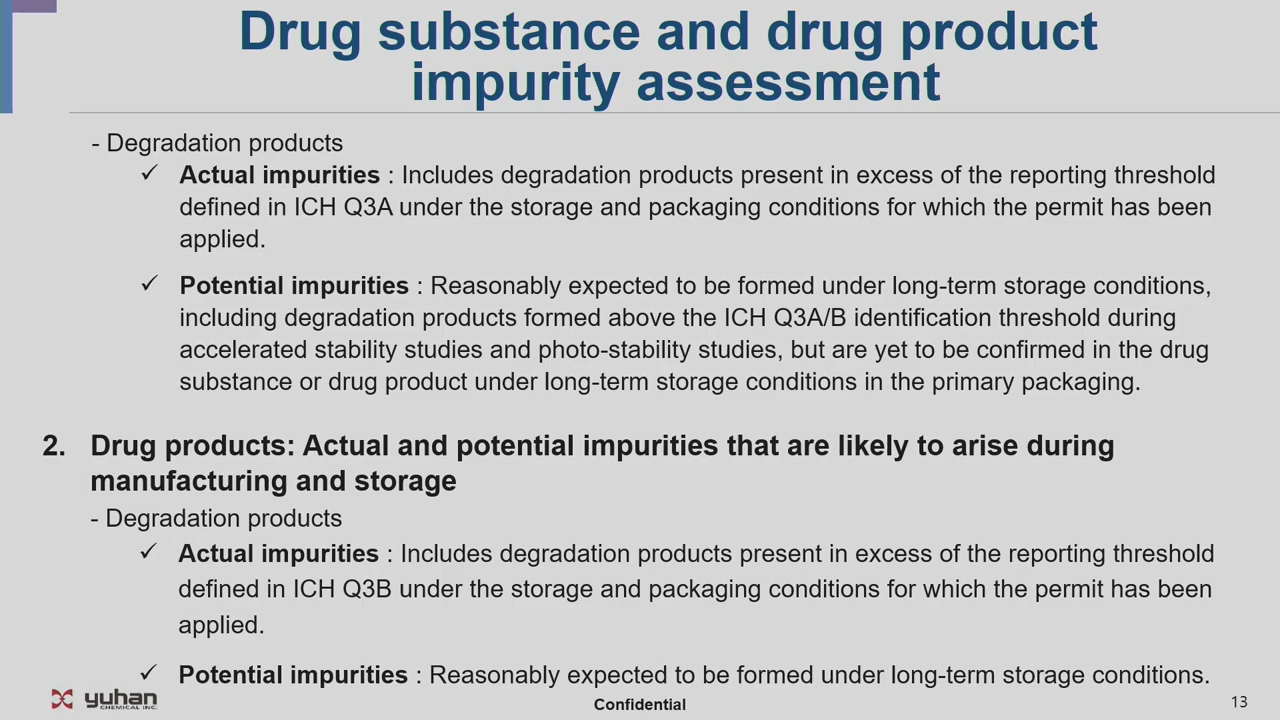 Drug substance and drug product
impurity assessment
- Degradation products
✓ Actual impurities : Includes degradation products present in excess of the reporting threshold
defined in ICH Q3A under the storage and packaging conditions for which the permit has been
applied.
✓ Potential impurities : Reasonably expected to be formed under long-term storage conditions,
including degradation products formed above the ICH Q3A/B identification threshold during
accelerated stability studies and photo-stability studies, but are yet to be confirmed in the drug
substance or drug product under long-term storage conditions in the primary packaging.
2. Drug products: Actual and potential impurities that are likely to arise during
manufacturing and storage
- Degradation products
✓ Actual impurities : Includes degradation products present in excess of the reporting threshold
defined in ICH Q3B under the storage and packaging conditions for which the permit has been
applied.
✓ Potential impurities : Reasonably expected to be formed under long-term storage conditions.
yuhan
CHEMICAL INC.
Confidential
13